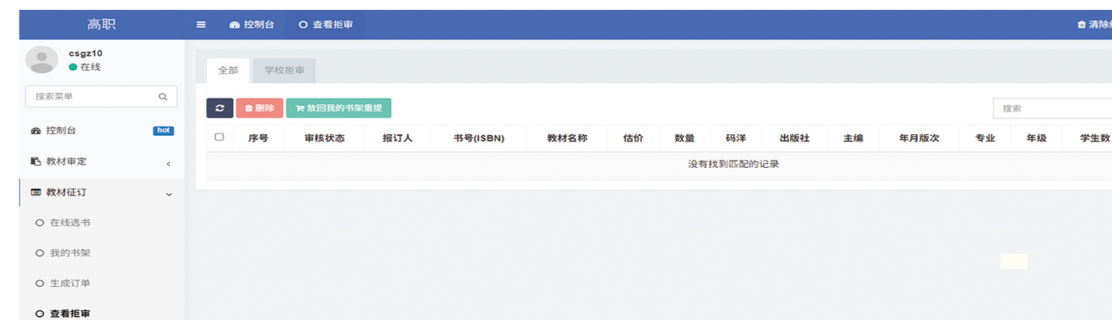 高职
控制台 查看拒审 清除
csgz10
在线
全部 学校拒审
搜索菜单
删除 放回我的书架重提 搜索
控制台 hot
序号 审核状态 报订人 书号(ISBN) 教材名称 估价 数量 码洋 出版社 主编 年月版次 专业 年级 学生数
教材审定
没有找到匹配的记录
教材征订
在线选书
我的书架
生成订单
查看拒审